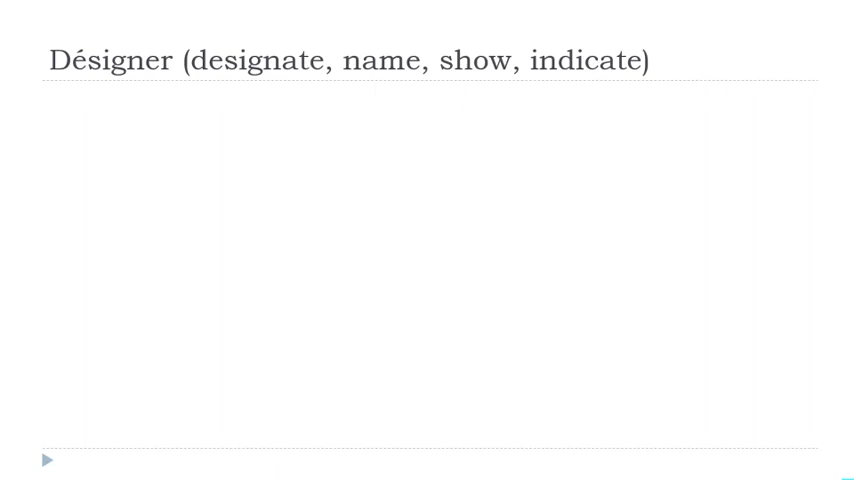 Désigner (designate, name, show, indicate)